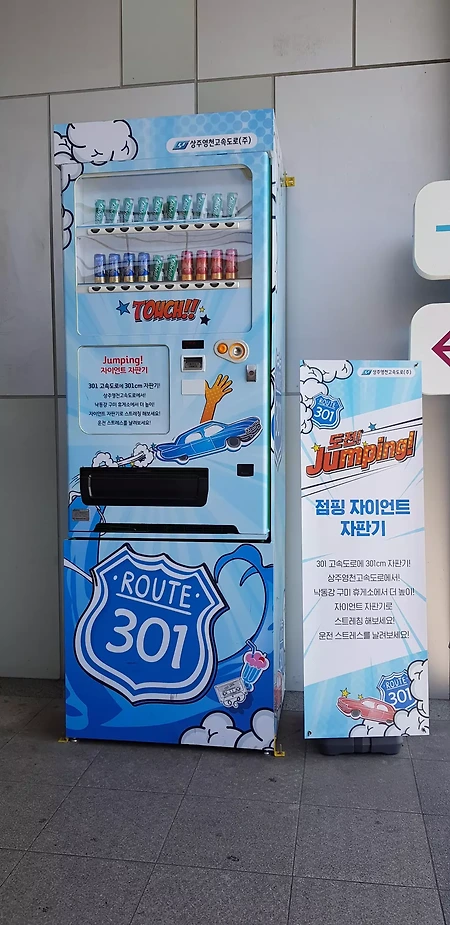 상주영천고속도로(주)
TOUCH!!
Jumping!
자이언트 자판기
301 고속도로에 301cm 자판기!
상주영천고속도로에서!
낙동강 구미 휴게소에서 더 높이!
자이언트 자판기로 스트레칭 해보세요!
운전 스트레스를 날려보세요!
ROUTE
301
상주영천고속도로(주)
ROUTE
301
도전!
Jumping!
점핑 자이언트
자판기
301 고속도로에 301cm 자판기!
상주영천고속도로에서!
낙동강 구미 휴게소에서 더 높이!
자이언트 자판기로
스트레칭 해보세요!
운전 스트레스를 날려보세요!
ROUTE
301